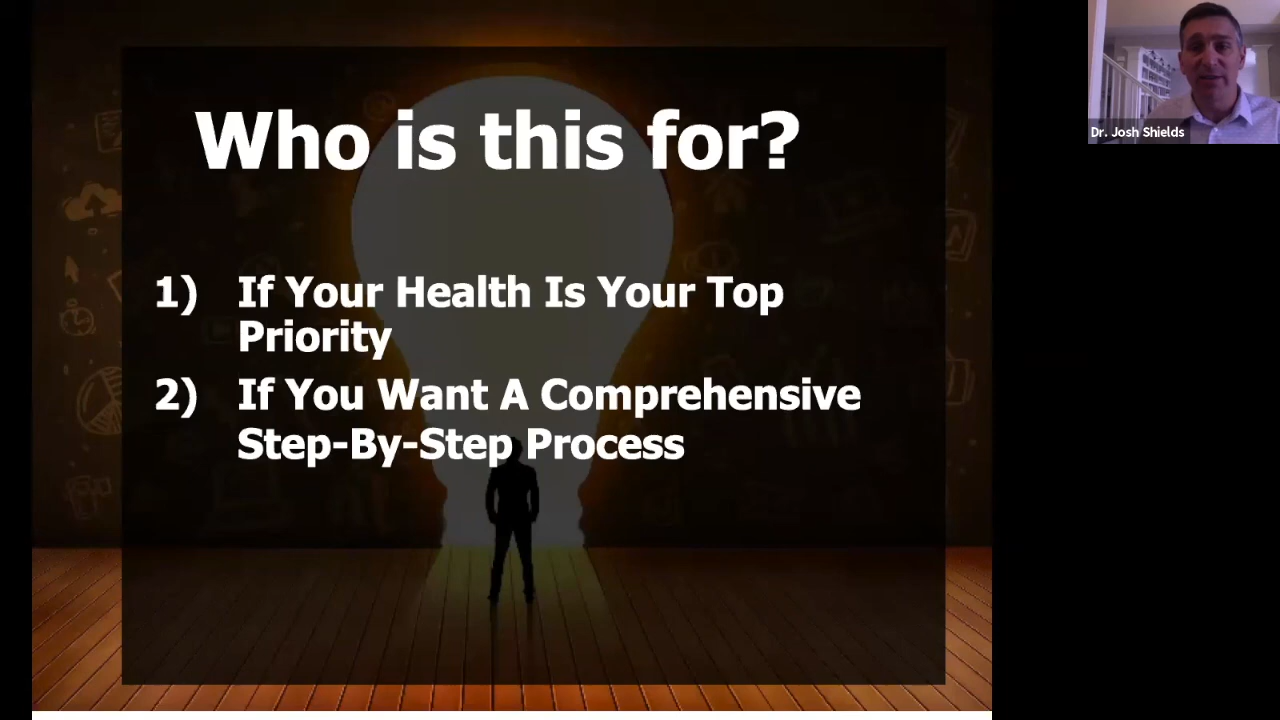 Who is this for?
1) If Your Health Is Your Top
Priority
2) If You Want A Comprehensive
Step-By-Step Process
Dr. Josh Shields